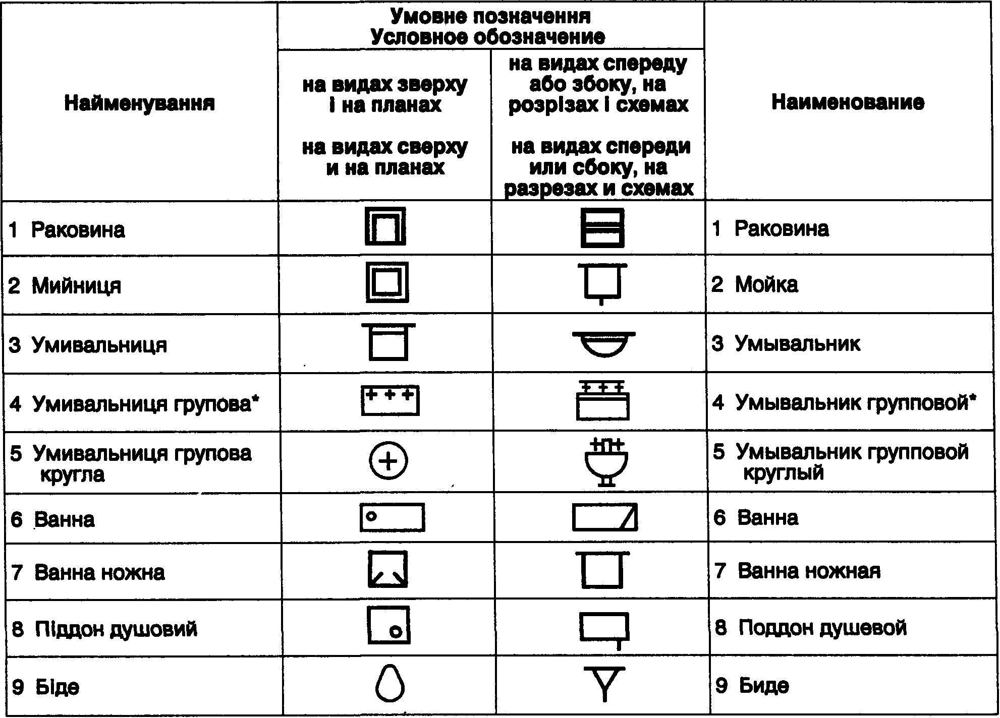 Умовне позначення
Условное обозначение
Найменування
на видах зверху
і на планах
на видах сверху
и на планах
на видах спереду
або збоку, на
розрізах і схемах
на видах спереди
или сбоку, на
разрезах и схемах
Наименование
1 Раковина
1 Раковина
2 Мийниця
2 Мойка
3 Умивальниця
3 Умывальник
4 Умивальниця групова*
4 Умывальник групповой*
5 Умивальниця групова
кругла
5 Умывальник групповой
круглый
6 Ванна
6 Ванна
7 Ванна ножна
7 Ванна ножная
8 Піддон душовий
8 Поддон душевой
9 Біде
9 Биде